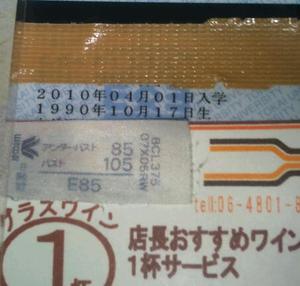 2010年04月01日入学
1990年10月17日生
Wacoal
アンダーバスト 85
バスト 105
E85
BCL375
07X05RW
tel:06-4801-8
グラスワイン
1杯
店長おすすめワイン
1杯サービス